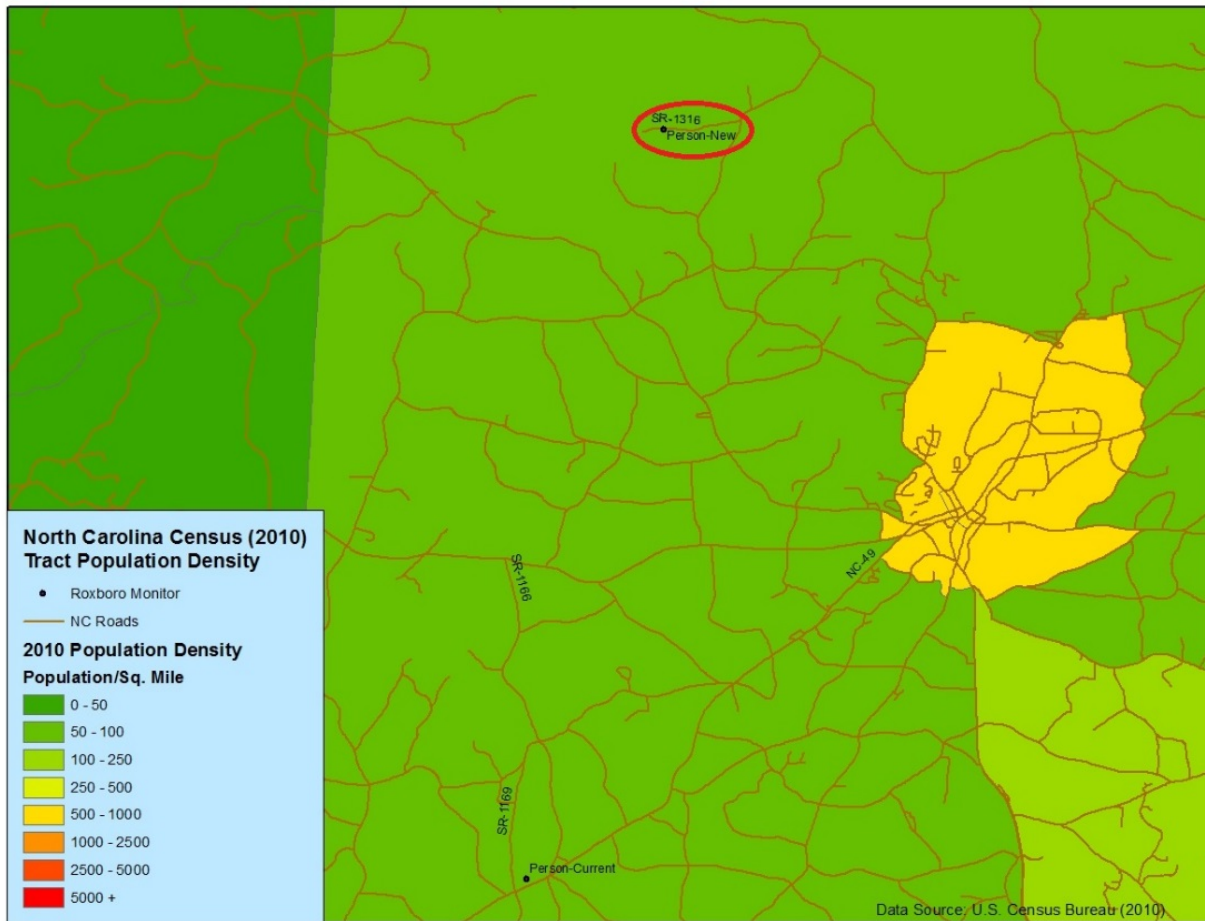 SR-1316
Person-New
SR-1166
NC-49
SR-1169
Person-Current
North Carolina Census (2010)
Tract Population Density
Roxboro Monitor
NC Roads
2010 Population Density
Population/Sq. Mile
0 - 50
50 - 100
100 - 250
250 - 500
500 - 1000
1000 - 2500
2500 - 5000
5000 +
Data Source: U.S. Census Bureau (2010)